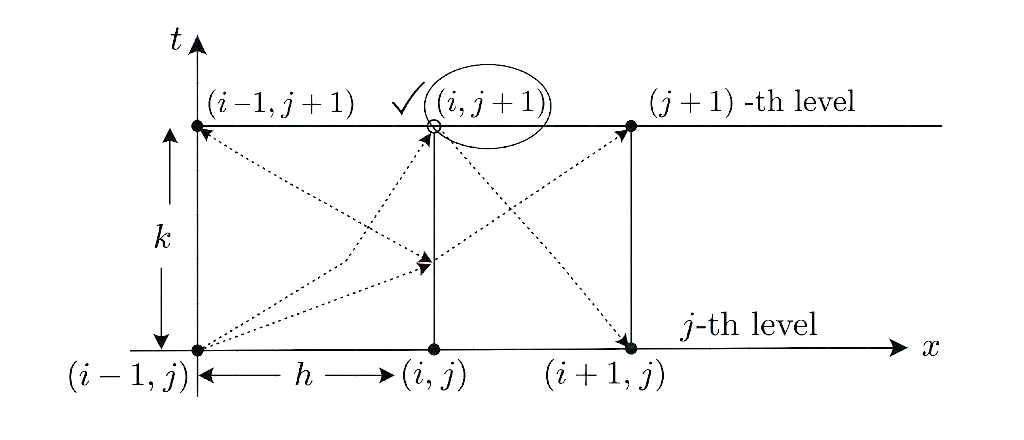 t
(i−1, j+1) ✓ (i, j+1) (j+1) -th level
k
j-th level
x
(i − 1, j) h (i, j) (i + 1, j)